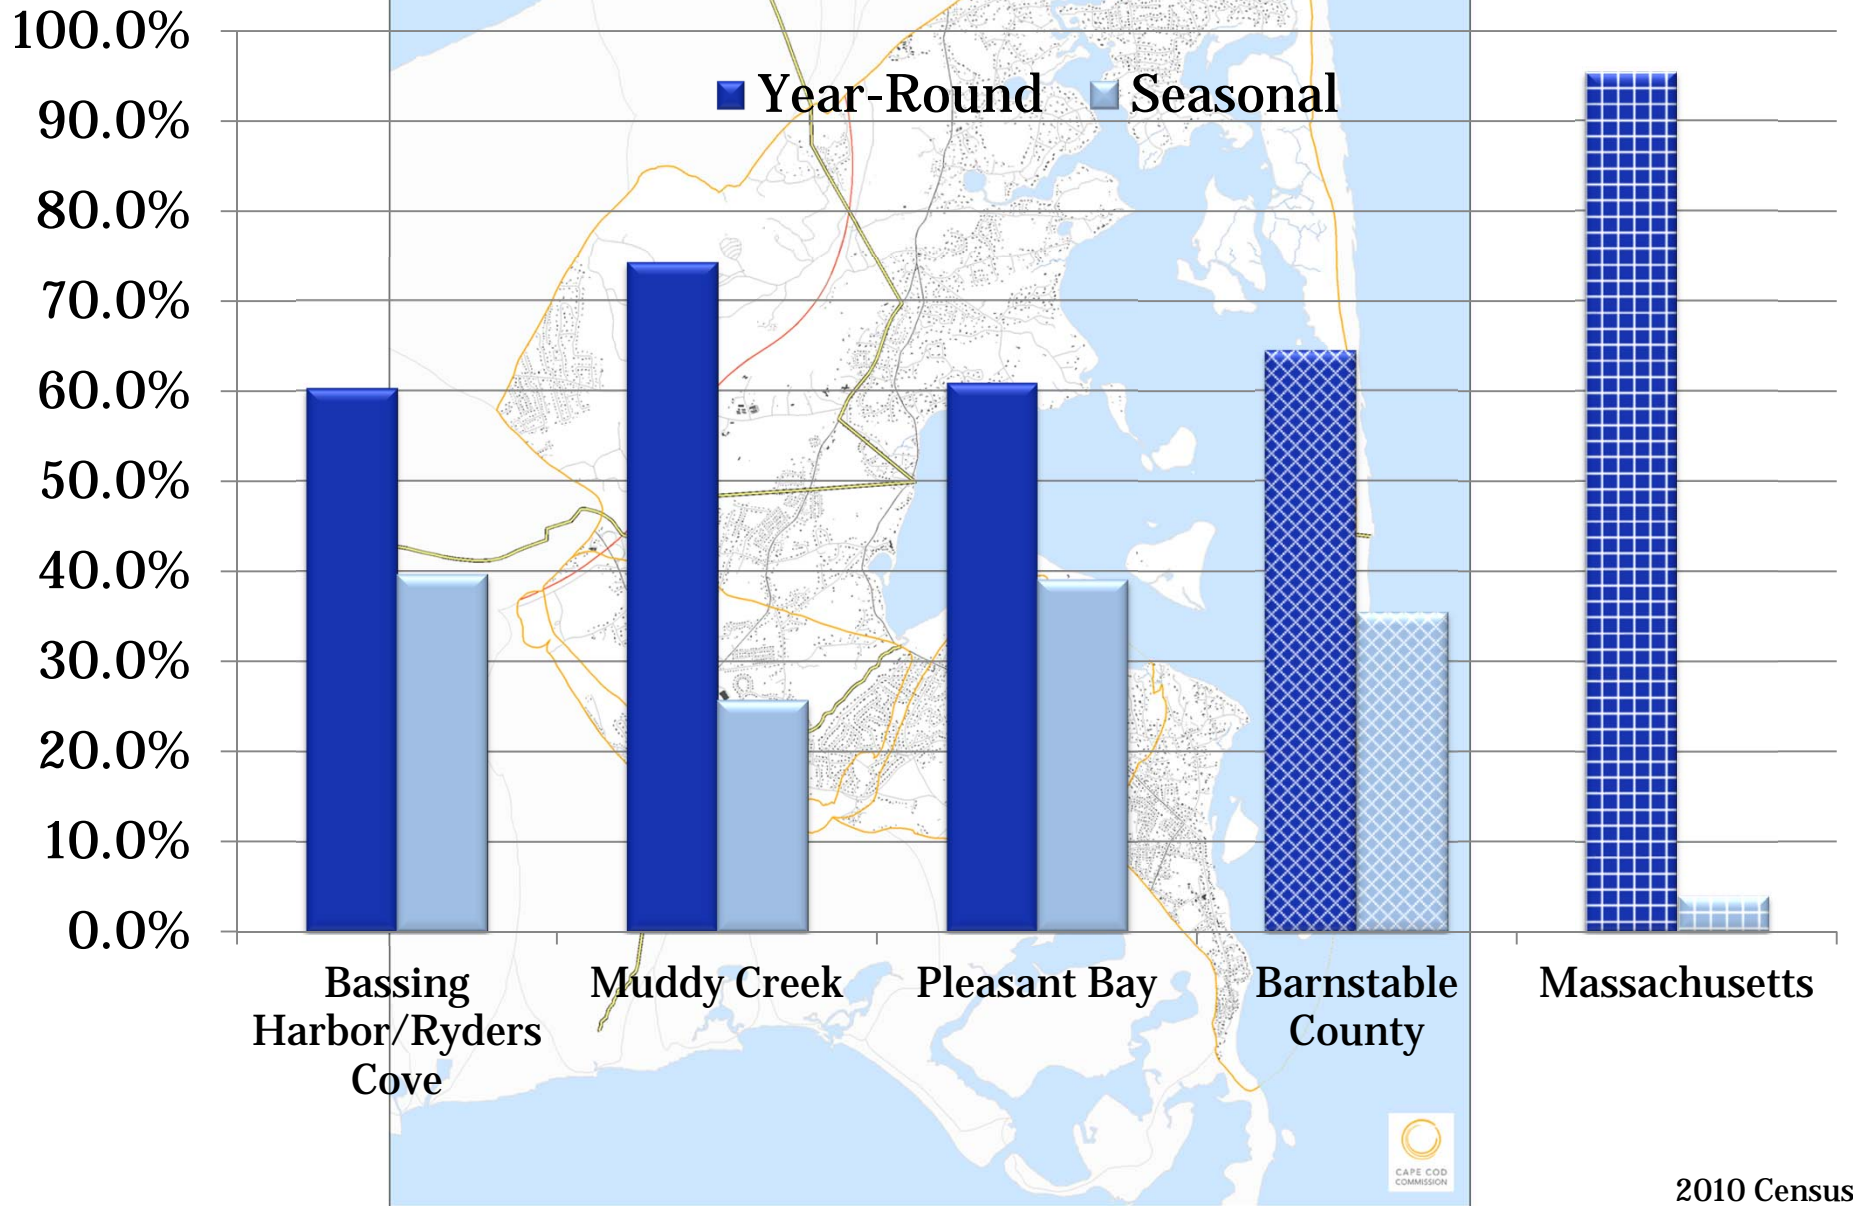 100.0%
90.0%
80.0%
70.0%
60.0%
50.0%
40.0%
30.0%
20.0%
10.0%
0.0%
Year-Round Seasonal
Bassing
Harbor/Ryders
Cove
Muddy Creek
Pleasant Bay
Barnstable
County
Massachusetts
CAPE COD
COMMISSION
2010 Census